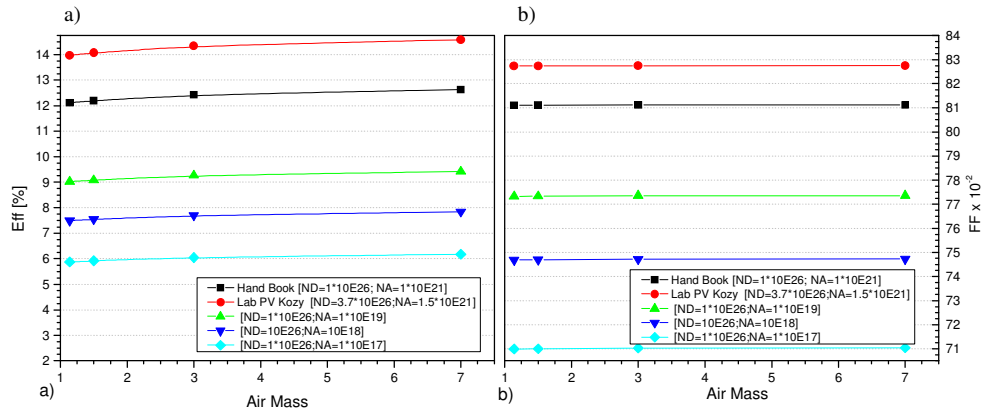 a)
b)
14
13
12
11
10
9
8
7
6
5
4
3
2
Eff [%]
Hand Book [ND=1*10E26; NA=1*10E21]
Lab PV Kozy [ND=3.7*10E26;NA=1.5*10E21]
[ND=1*10E26;NA=1*10E19]
[ND=10E26;NA=10E18]
[ND=1*10E26;NA=1*10E17]
1 2 3 4 5 6 7
a)
Air Mass
84
83
82
81
80
79
78
77
76
75
74
73
72
71
FF x 10⁻²
Hand Book [ND=1*10E26; NA=1*10E21]
Lab PV Kozy [ND=3.7*10E26;NA=1.5*10E21]
[ND=1*10E26;NA=1*10E19]
[ND=10E26;NA=10E18]
[ND=1*10E26;NA=1*10E17]
1 2 3 4 5 6 7
b)
Air Mass